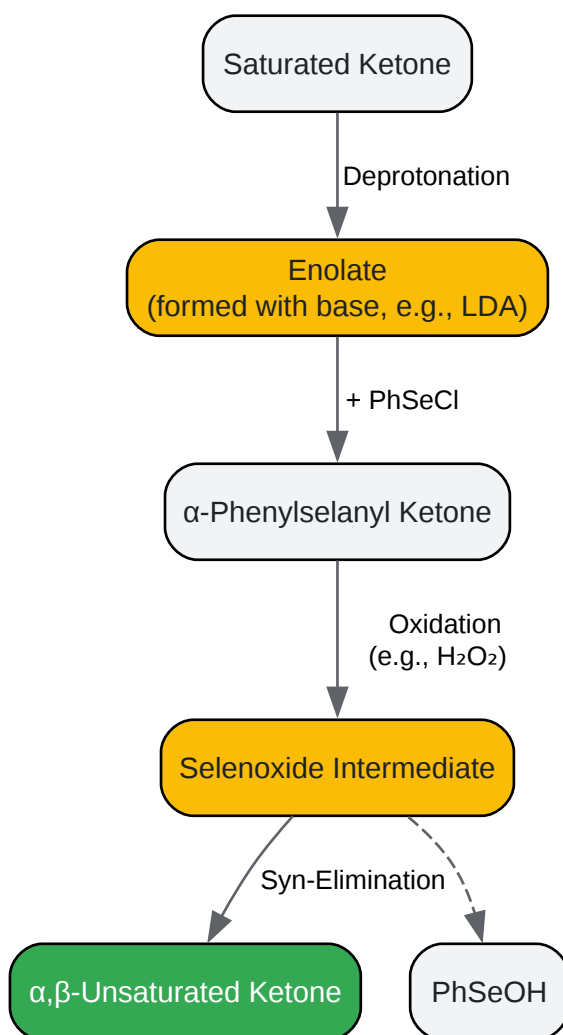 Saturated Ketone
Deprotonation
Enolate
(formed with base, e.g., LDA)
+ PhSeCl
α-Phenylselanyl Ketone
Oxidation
(e.g., H₂O₂)
Selenoxide Intermediate
Syn-Elimination
α,β-Unsaturated Ketone
PhSeOH